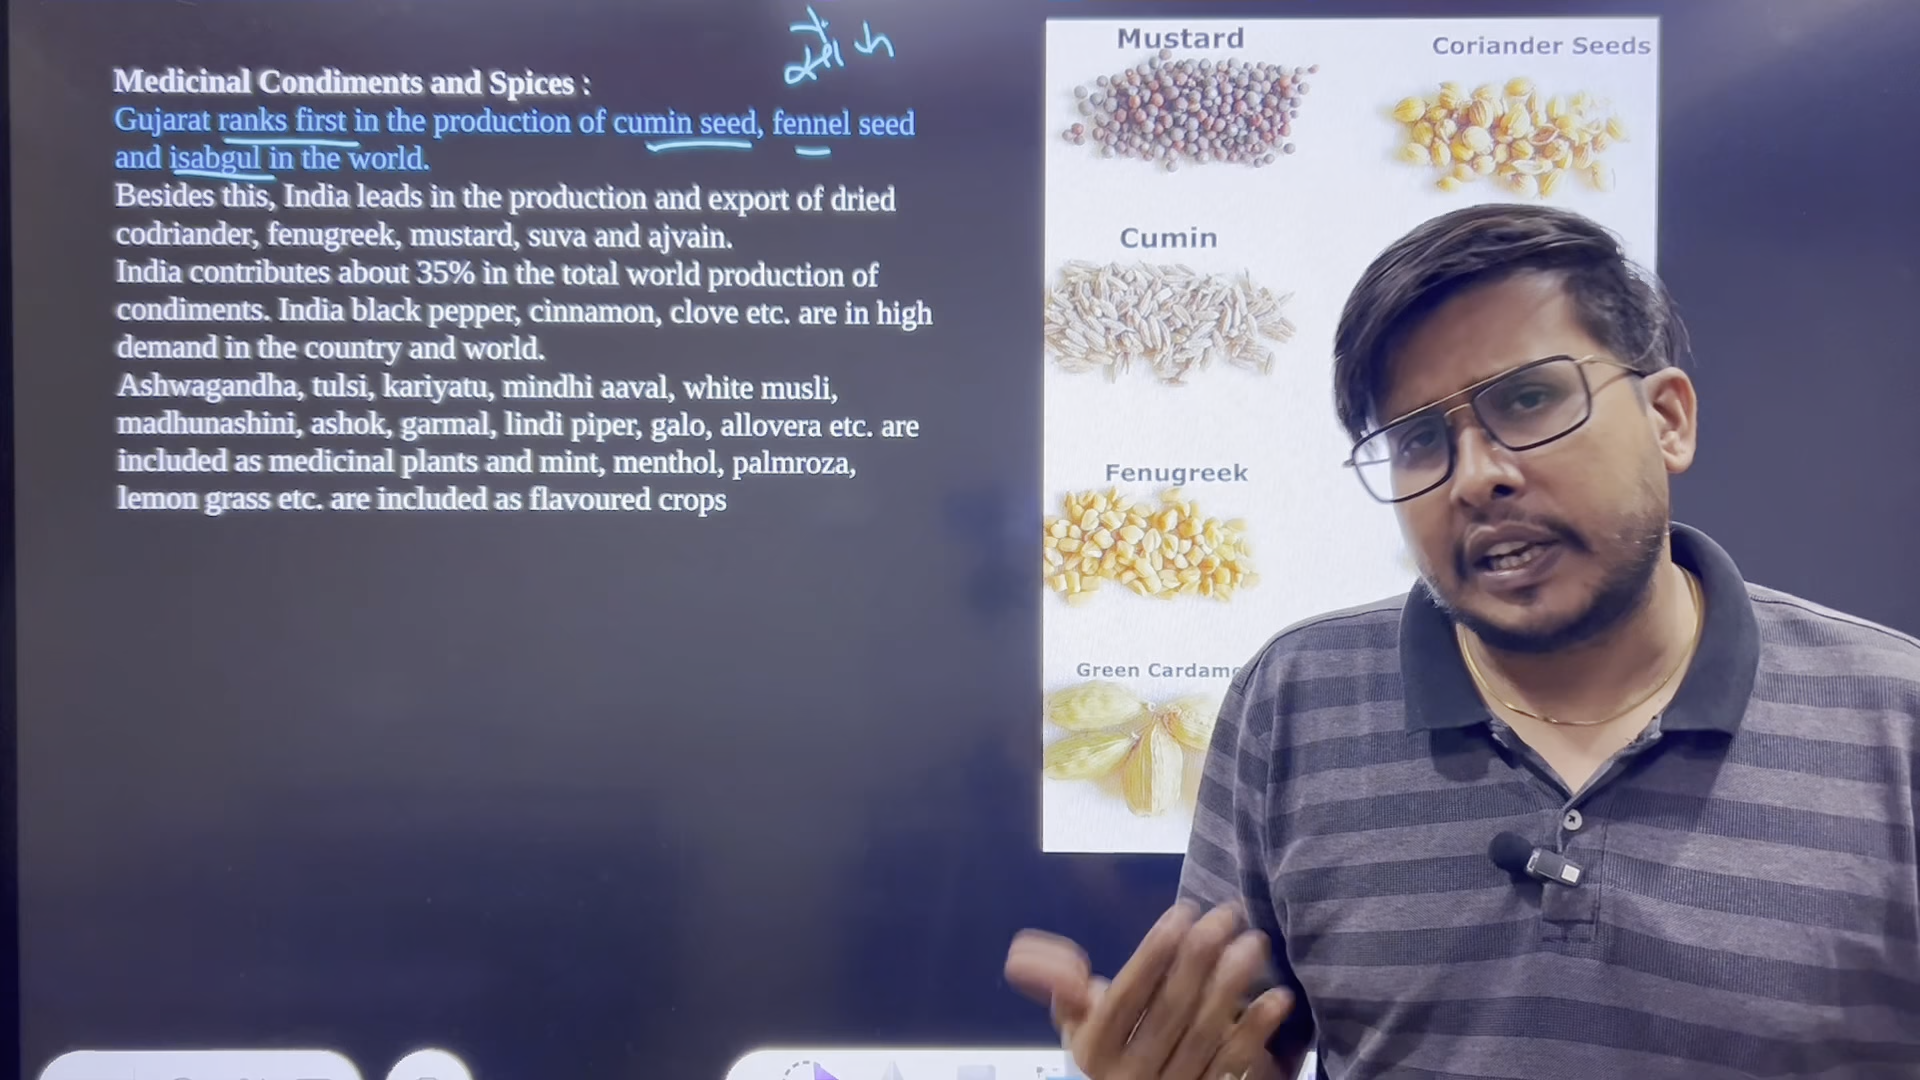 Medicinal Condiments and Spices :
Gujarat ranks first in the production of cumin seed, fennel seed
and isabgul in the world.
Besides this, India leads in the production and export of dried
codriander, fenugreek, mustard, suva and ajvain.
India contributes about 35% in the total world production of
condiments. India black pepper, cinnamon, clove etc. are in high
demand in the country and world.
Ashwagandha, tulsi, kariyatu, mindhi aaval, white musli,
madhunashini, ashok, garmal, lindi piper, galo, allovera etc. are
included as medicinal plants and mint, menthol, palmroza,
lemon grass etc. are included as flavoured crops
Mustard
Coriander Seeds
Cumin
Fenugreek
Green Cardamo